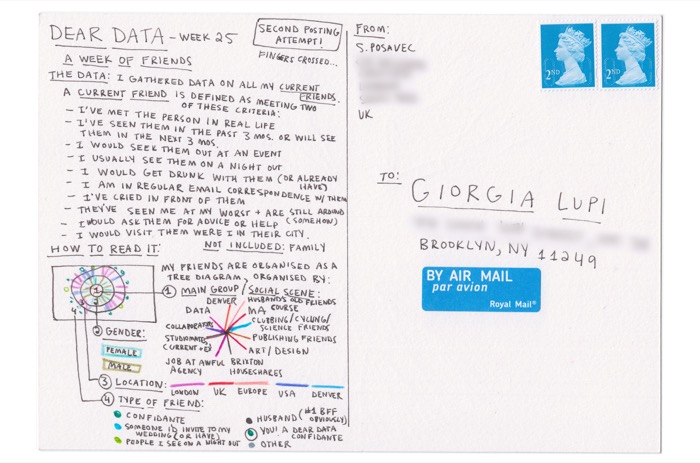 DEAR DATA - WEEK 25
SECOND POSTING
ATTEMPT!
FINGERS CROSSED...
A WEEK OF FRIENDS
THE DATA: I GATHERED DATA ON ALL MY CURRENT
FRIENDS.
A CURRENT FRIEND IS DEFINED AS MEETING TWO
OF THESE CRITERIA:
- I'VE MET THE PERSON IN REAL LIFE
- I'VE SEEN THEM IN THE PAST 3 MOS. OR WILL SEE
THEM IN THE NEXT 3 MOS.
- I WOULD SEEK THEM OUT AT AN EVENT
- I USUALLY SEE THEM ON A NIGHT OUT
- I WOULD GET DRUNK WITH THEM (OR ALREADY
HAVE)
- I AM IN REGULAR EMAIL CORRESPONDENCE W/ THEM
- I'VE CRIED IN FRONT OF THEM
- THEY'VE SEEN ME AT MY WORST + ARE STILL AROUND
(SOMEHOW)
- I WOULD ASK THEM FOR ADVICE OR HELP
- I WOULD VISIT THEM WERE I IN THEIR CITY.
NOT INCLUDED: FAMILY
HOW TO READ IT:
MY FRIENDS ARE ORGANISED AS A
TREE DIAGRAM, ORGANISED BY:
1 MAIN GROUP / SOCIAL SCENE:
DENVER
HUSBAND'S OLD FRIENDS
DATA
MA COURSE
CLUBBING/CYCLING/
SCIENCE FRIENDS
COLLABORATORS
STUDIOMATES
CURRENT + EX
PUBLISHING FRIENDS
ART/DESIGN
JOB AT AWFUL
AGENCY
BRIXTON
HOUSESHARES
1
2
3
4
2 GENDER:
FEMALE
MALE
3 LOCATION:
LONDON
UK
EUROPE
USA
DENVER
4 TYPE OF FRIEND:
CONFIDANTE
SOMEONE I'D INVITE TO MY
WEDDING (OR HAVE)
PEOPLE I SEE ON A NIGHT OUT
HUSBAND (#1 BFF
OBVIOUSLY)
YOU! A DEAR DATA
CONFIDANTE
OTHER
FROM:
S. POSAVEC
UK
2ND
2ND
TO:
GIORGIA LUPI
BROOKLYN, NY 11249
BY AIR MAIL
par avion
Royal Mail®